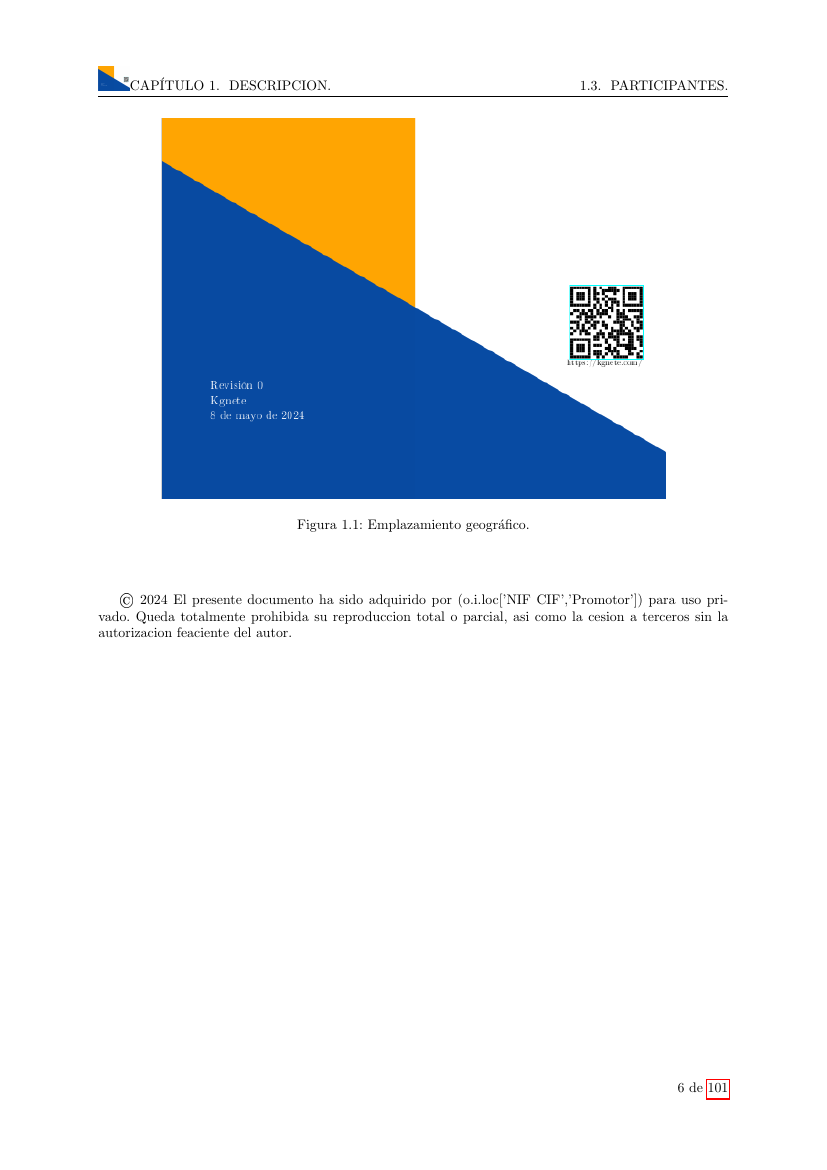 CAPÍTULO 1. DESCRIPCION. 1.3. PARTICIPANTES.
https://kgnete.com/
Revisión 0
Kgnete
8 de mayo de 2024
Figura 1.1: Emplazamiento geográfico.
© 2024 El presente documento ha sido adquirido por (o.i.loc['NIF CIF','Promotor']) para uso pri-
vado. Queda totalmente prohibida su reproduccion total o parcial, asi como la cesion a terceros sin la
autorizacion feaciente del autor.
6 de 101